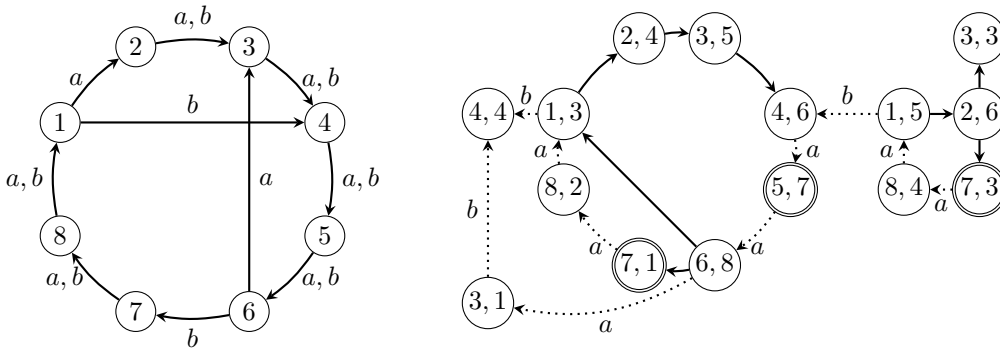 a, b
2
3
a
a, b
1
b
4
a, b
a
a, b
8
5
a, b
a, b
7
6
b
2, 4
3, 5
3, 3
4, 4
b
1, 3
4, 6
b
1, 5
2, 6
a
a
a
8, 2
5, 7
8, 4
a
7, 3
b
a
a
7, 1
6, 8
3, 1
a